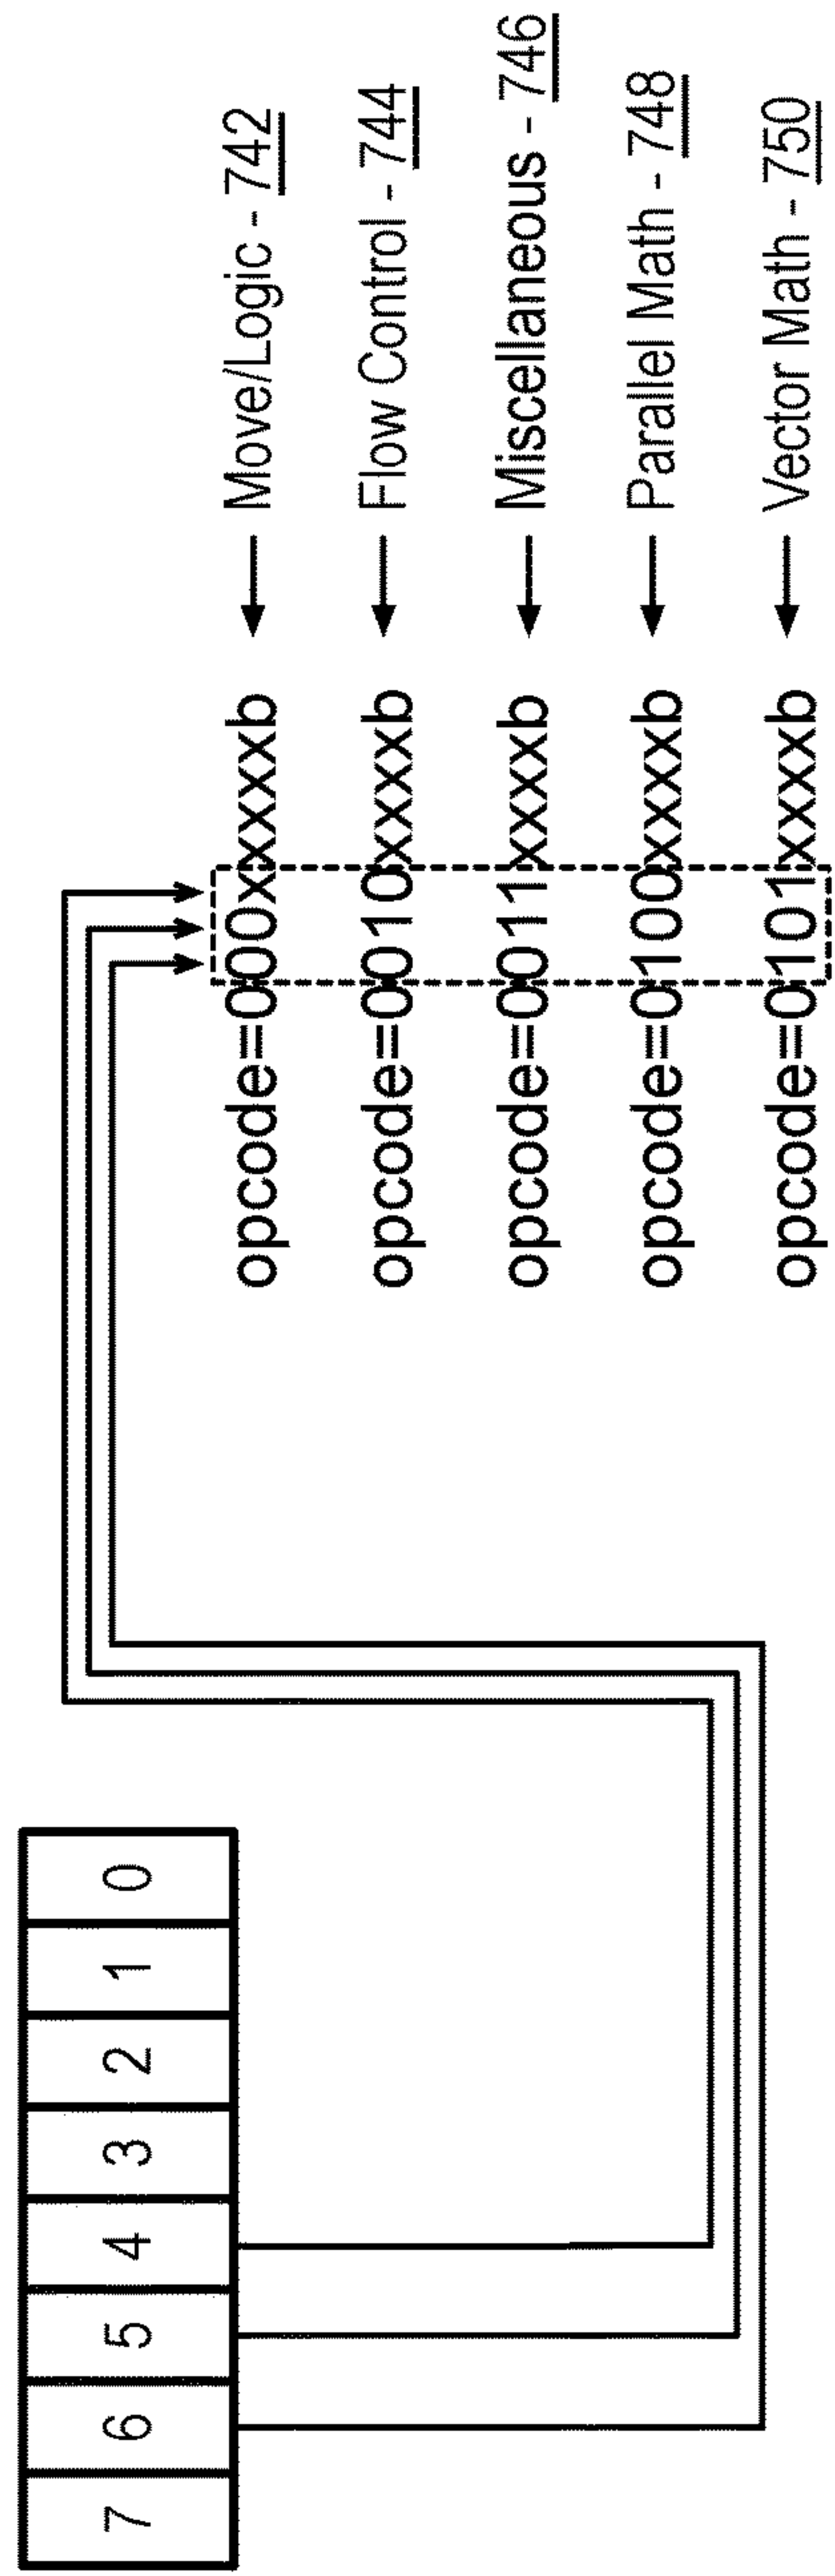 7 6 5 4 3 2 1 0
opcode=000xxxxxb ← Move/Logic - 742
opcode=0010xxxxb ← Flow Control - 744
opcode=0011xxxxb ← Miscellaneous - 746
opcode=0100xxxxb ← Parallel Math - 748
opcode=0101xxxxb ← Vector Math - 750